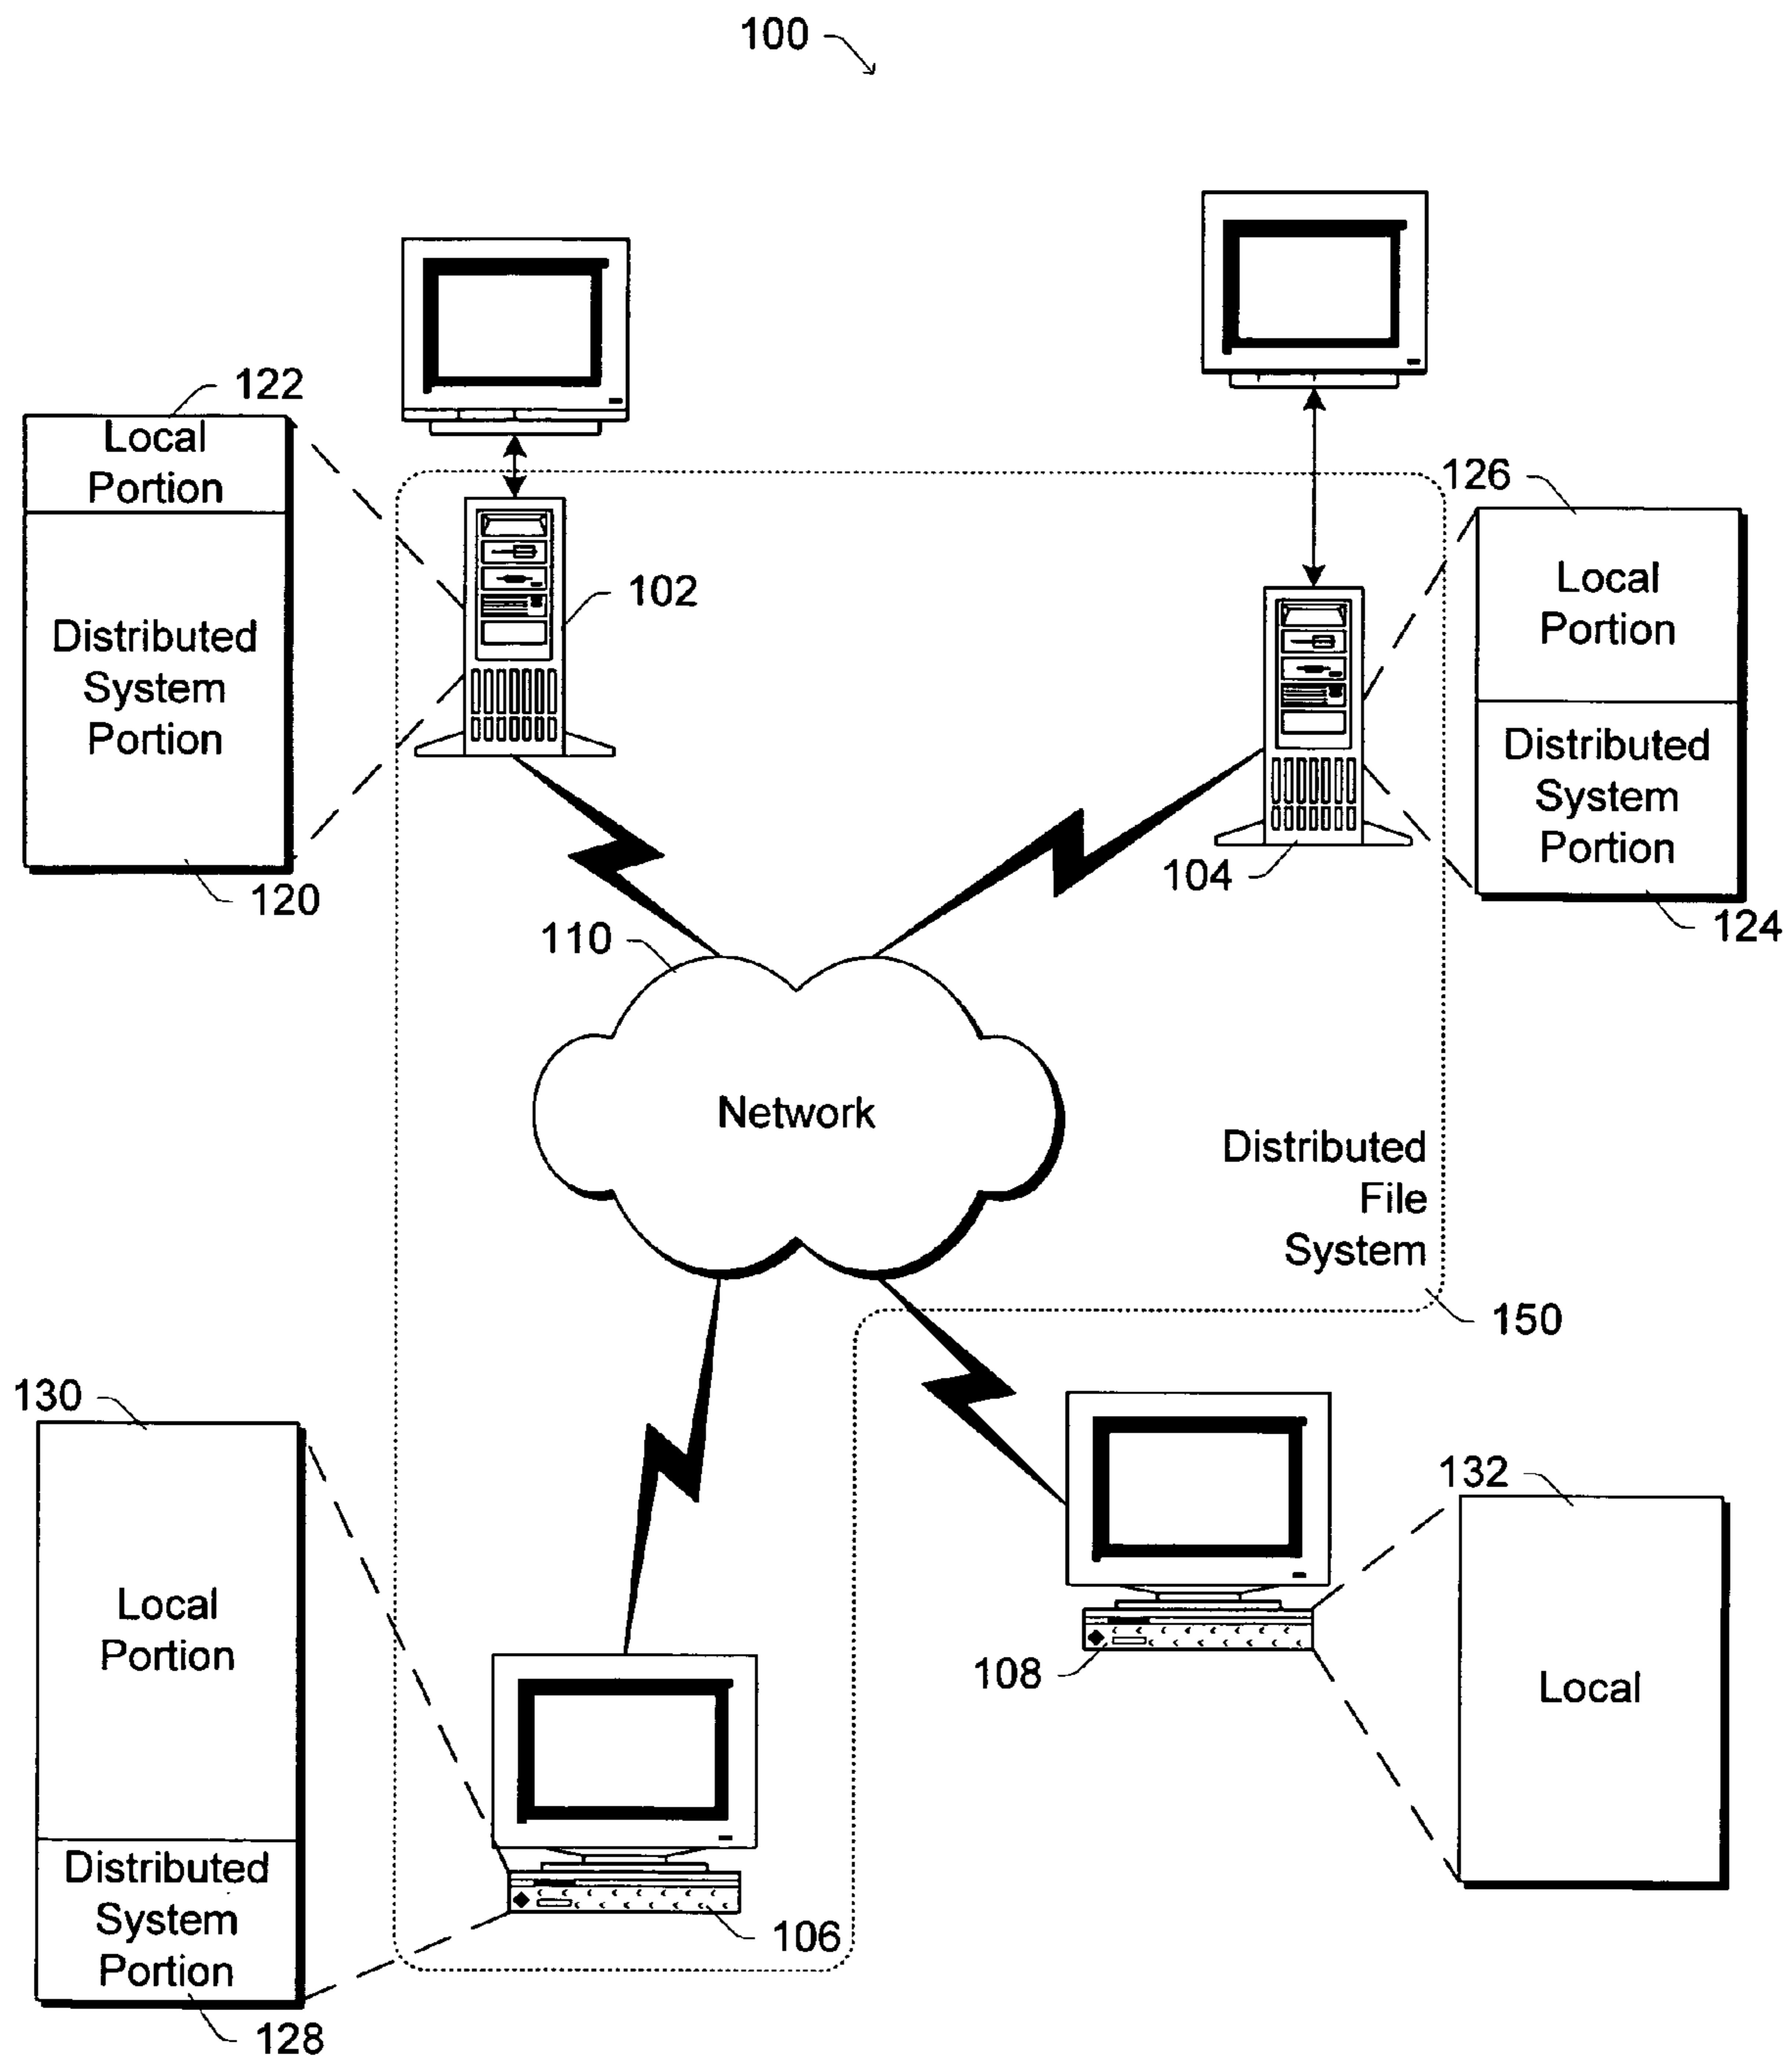 100
122
Local
Portion
Distributed
System
Portion
120
102
126
Local
Portion
Distributed
System
Portion
124
104
110
Network
Distributed
File
System
150
130
Local
Portion
Distributed
System
Portion
128
106
132
Local
108